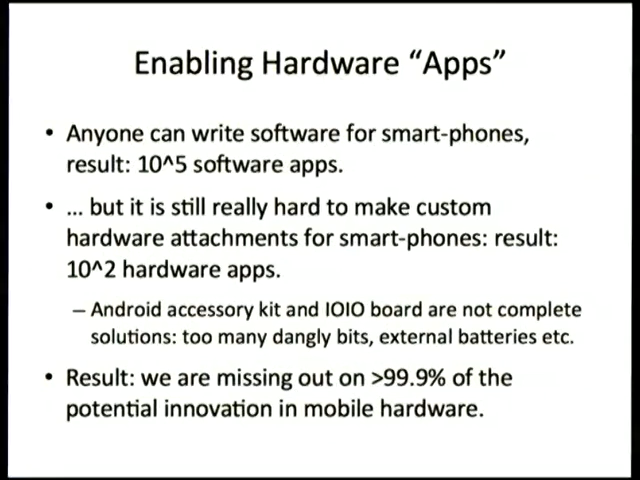 Enabling Hardware “Apps”
• Anyone can write software for smart-phones,
result: 10^5 software apps.
• ... but it is still really hard to make custom
hardware attachments for smart-phones: result:
10^2 hardware apps.
– Android accessory kit and IOIO board are not complete
solutions: too many dangly bits, external batteries etc.
• Result: we are missing out on >99.9% of the
potential innovation in mobile hardware.